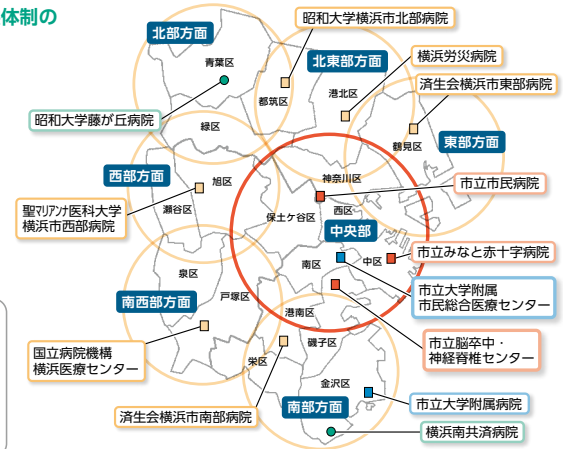 体制の
昭和大学横浜市北部病院
北部方面
青葉区
北東部方面
横浜労災病院
都筑区
港北区
済生会横浜市東部病院
昭和大学藤が丘病院
緑区
鶴見区
東部方面
西部方面
旭区
神奈川区
市立市民病院
瀬谷区
聖マリアンナ医科大学
横浜市西部病院
保土ケ谷区
西区
中央部
市立みなと赤十字病院
南区
中区
泉区
戸塚区
市立大学附属
市民総合医療センター
南西部方面
港南区
磯子区
市立脳卒中・
神経脊椎センター
国立病院機構
横浜医療センター
栄区
金沢区
済生会横浜市南部病院
南部方面
市立大学附属病院
横浜南共済病院